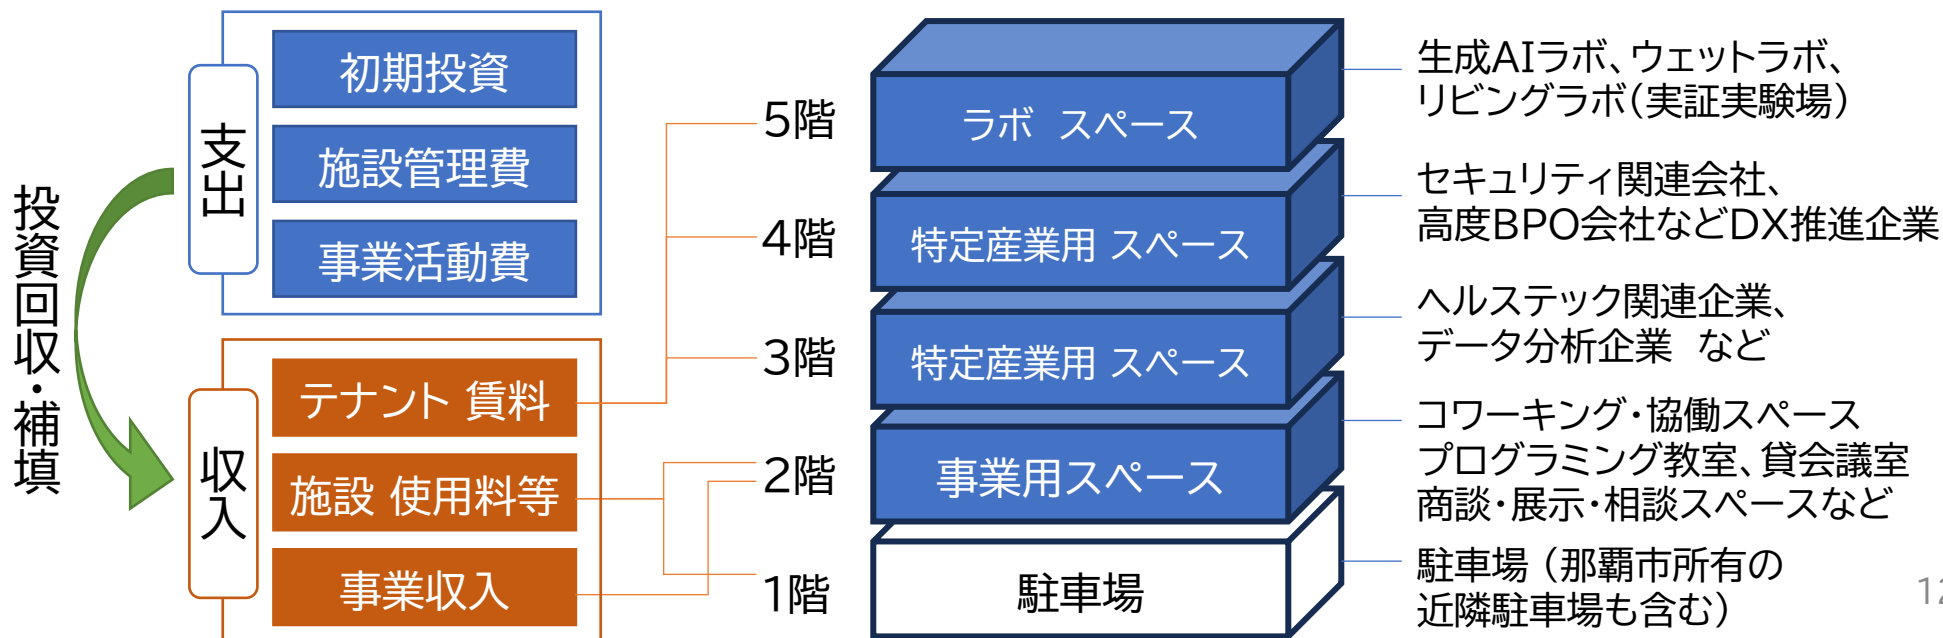 投資回収・補填
支出
初期投資
施設管理費
事業活動費
収入
テナント 賃料
施設 使用料等
事業収入
5階
ラボ スペース
生成AIラボ、ウェットラボ、
リビングラボ(実証実験場)
4階
特定産業用 スペース
セキュリティ関連会社、
高度BPO会社などDX推進企業
3階
特定産業用 スペース
ヘルステック関連企業、
データ分析企業 など
2階
事業用スペース
コワーキング・協働スペース
プログラミング教室、貸会議室
商談・展示・相談スペースなど
1階
駐車場
駐車場（那覇市所有の
近隣駐車場も含む）
12